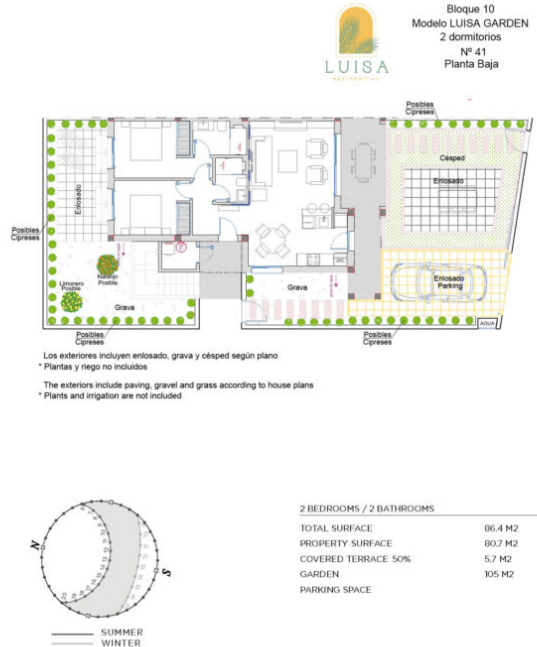 Bloque 10
Modelo LUISA GARDEN
2 dormitorios
Nº 41
Planta Baja
LUISA
RESIDENTIAL
Posibles
Cipreses
Césped
Enlosado
Enlosado
Posibles
Cipreses
Limonero
Posible
Naranjo
Posible
Grava
Grava
Enlosado
Parking
AGUA
Posibles
Cipreses
Posibles
Cipreses
Los exteriores incluyen enlosado, grava y césped según plano
* Plantas y riego no incluidos
The exteriors include paving, gravel and grass according to house plans
* Plants and irrigation are not included
N
S
SUMMER
WINTER
2 BEDROOMS / 2 BATHROOMS
TOTAL SURFACE 86.4 M2
PROPERTY SURFACE 80.7 M2
COVERED TERRACE 50% 5.7 M2
GARDEN 105 M2
PARKING SPACE